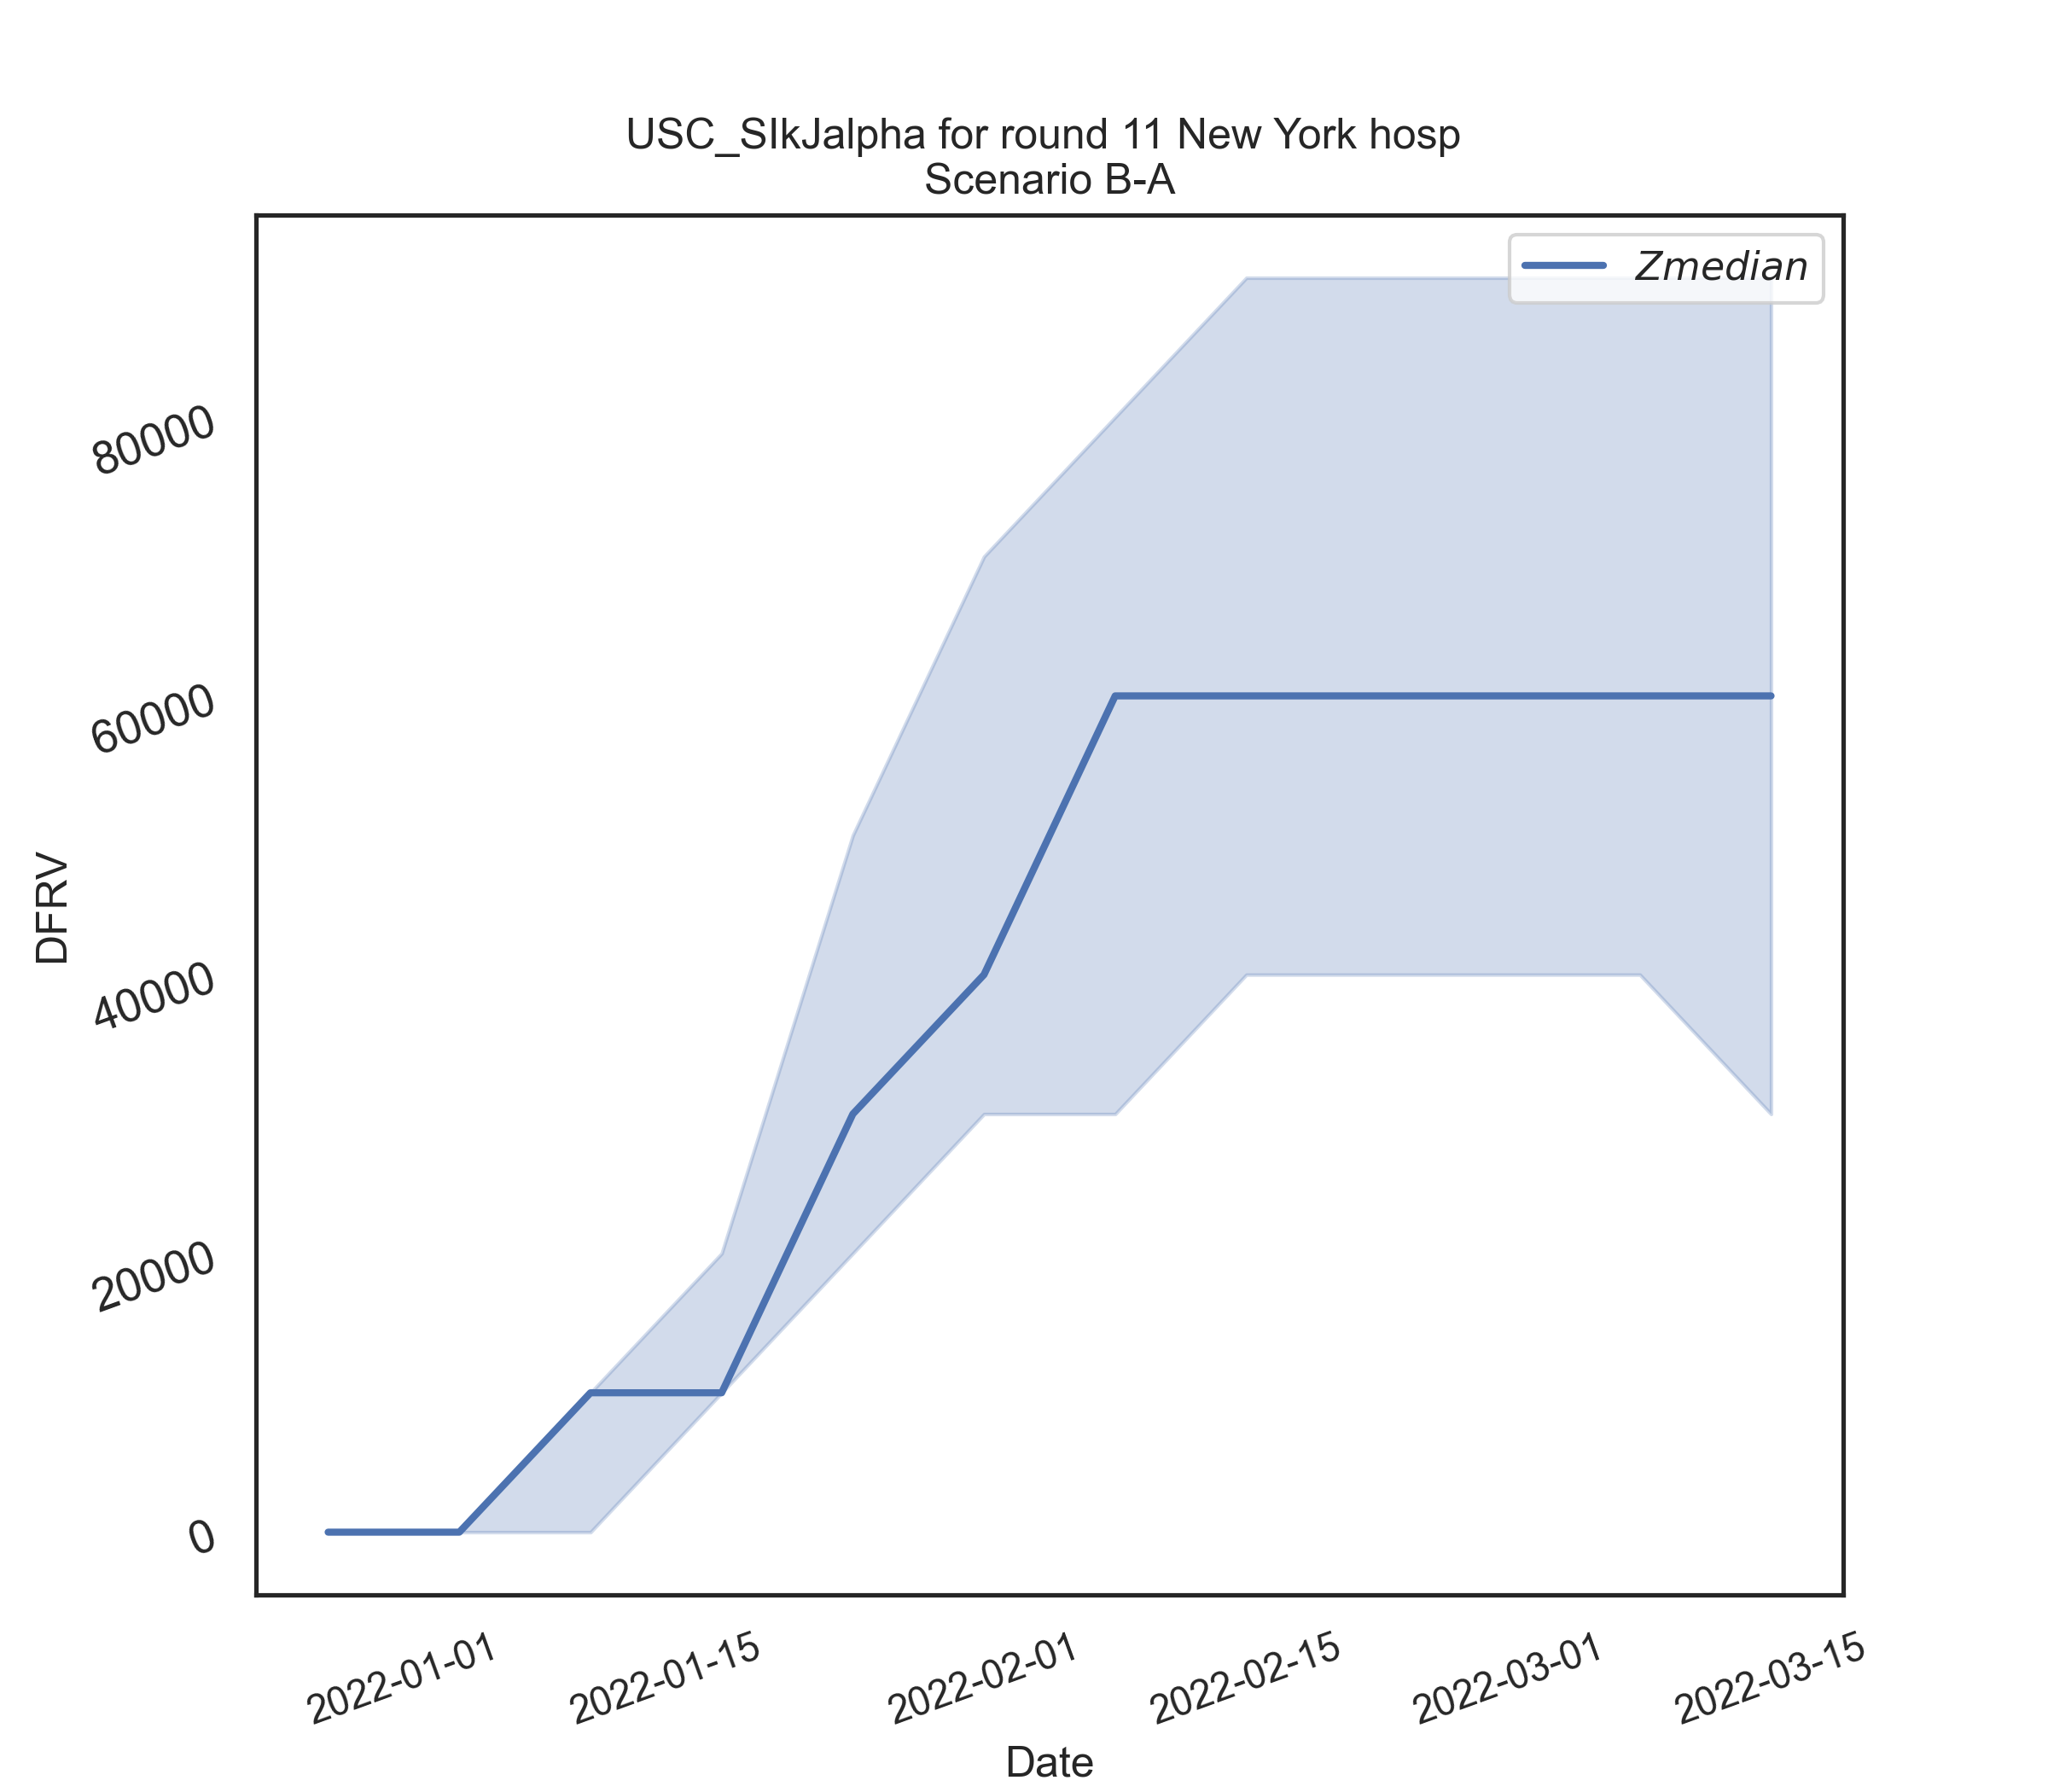 USC_SIkJalpha for round 11 New York hosp
Scenario B-A
Zmedian
80000
60000
40000
20000
0
DFRV
2022-01-01
2022-01-15
2022-02-01
2022-02-15
2022-03-01
2022-03-15
Date